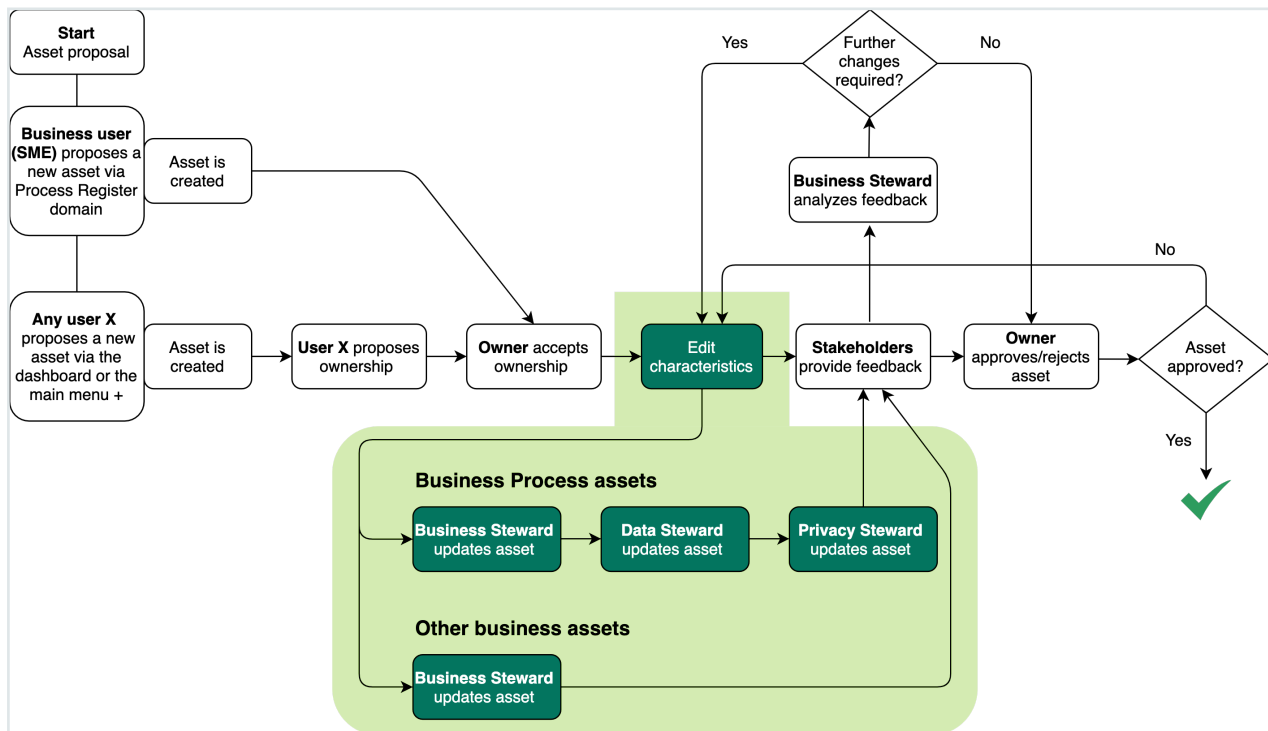 Start
Asset proposal
Business user
(SME) proposes a
new asset via
Process Register
domain
Asset is
created
Any user X
proposes a new
asset via the
dashboard or the
main menu +
Asset is
created
User X proposes
ownership
Owner accepts
ownership
Edit
characteristics
Stakeholders
provide feedback
Business Steward
analyzes feedback
Further
changes
required?
Yes
No
Owner
approves/rejects
asset
Asset
approved?
No
Yes
Business Process assets
Business Steward
updates asset
Data Steward
updates asset
Privacy Steward
updates asset
Other business assets
Business Steward
updates asset